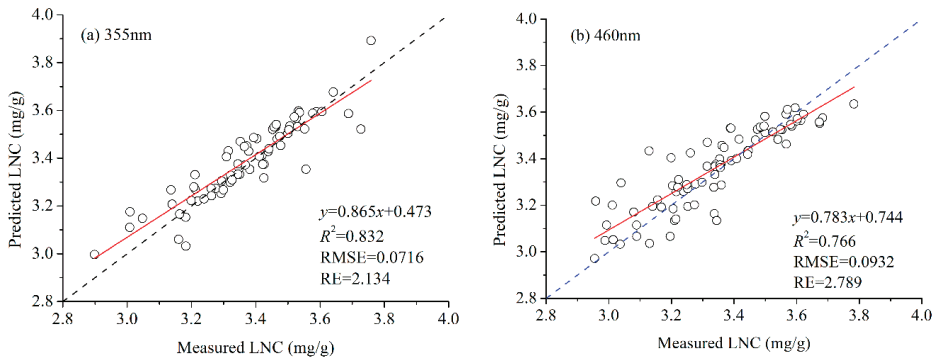 (a) 355nm
4.0
3.8
3.6
3.4
3.2
3.0
2.8
Predicted LNC (mg/g)
y=0.865x+0.473
R²=0.832
RMSE=0.0716
RE=2.134
2.8 3.0 3.2 3.4 3.6 3.8 4.0
Measured LNC (mg/g)
(b) 460nm
4.0
3.8
3.6
3.4
3.2
3.0
2.8
Predicted LNC (mg/g)
y=0.783x+0.744
R²=0.766
RMSE=0.0932
RE=2.789
2.8 3.0 3.2 3.4 3.6 3.8 4.0
Measured LNC (mg/g)